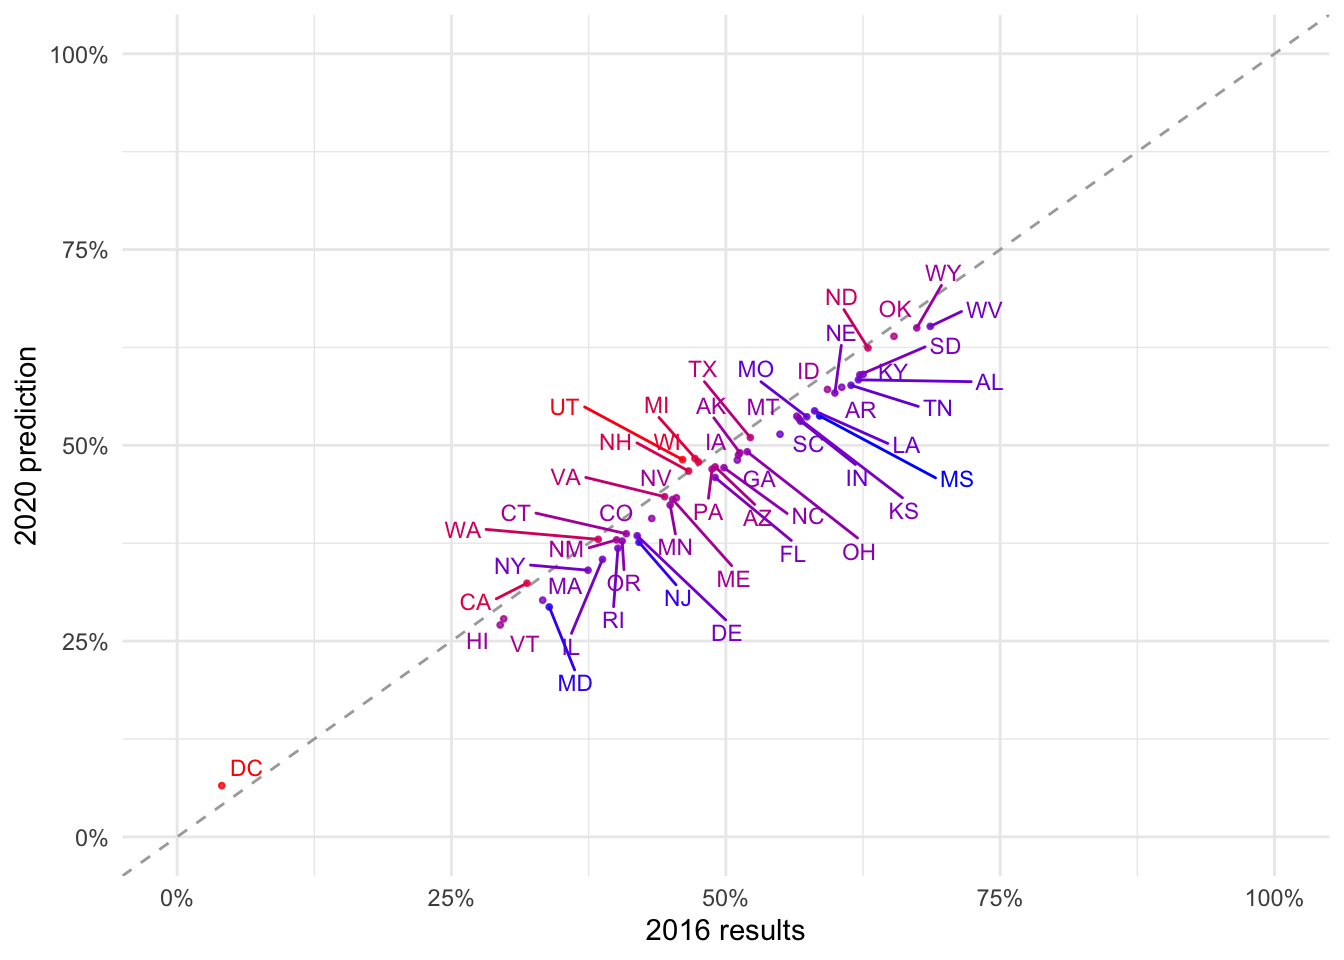 100%
75%
50%
25%
0%
2020 prediction
WY
ND
OK
WV
NE
SD
TX
MO
ID
KY
AL
UT
MI
AK
MT
AR
TN
NH
WI
IA
SC
LA
VA
NV
GA
IN
MS
CT
CO
PA
AZ
NC
KS
WA
NM
MN
FL
OH
NY
MA
OR
ME
CA
NJ
RI
DE
HI
VT
IL
MD
DC
0% 25% 50% 75% 100%
2016 results